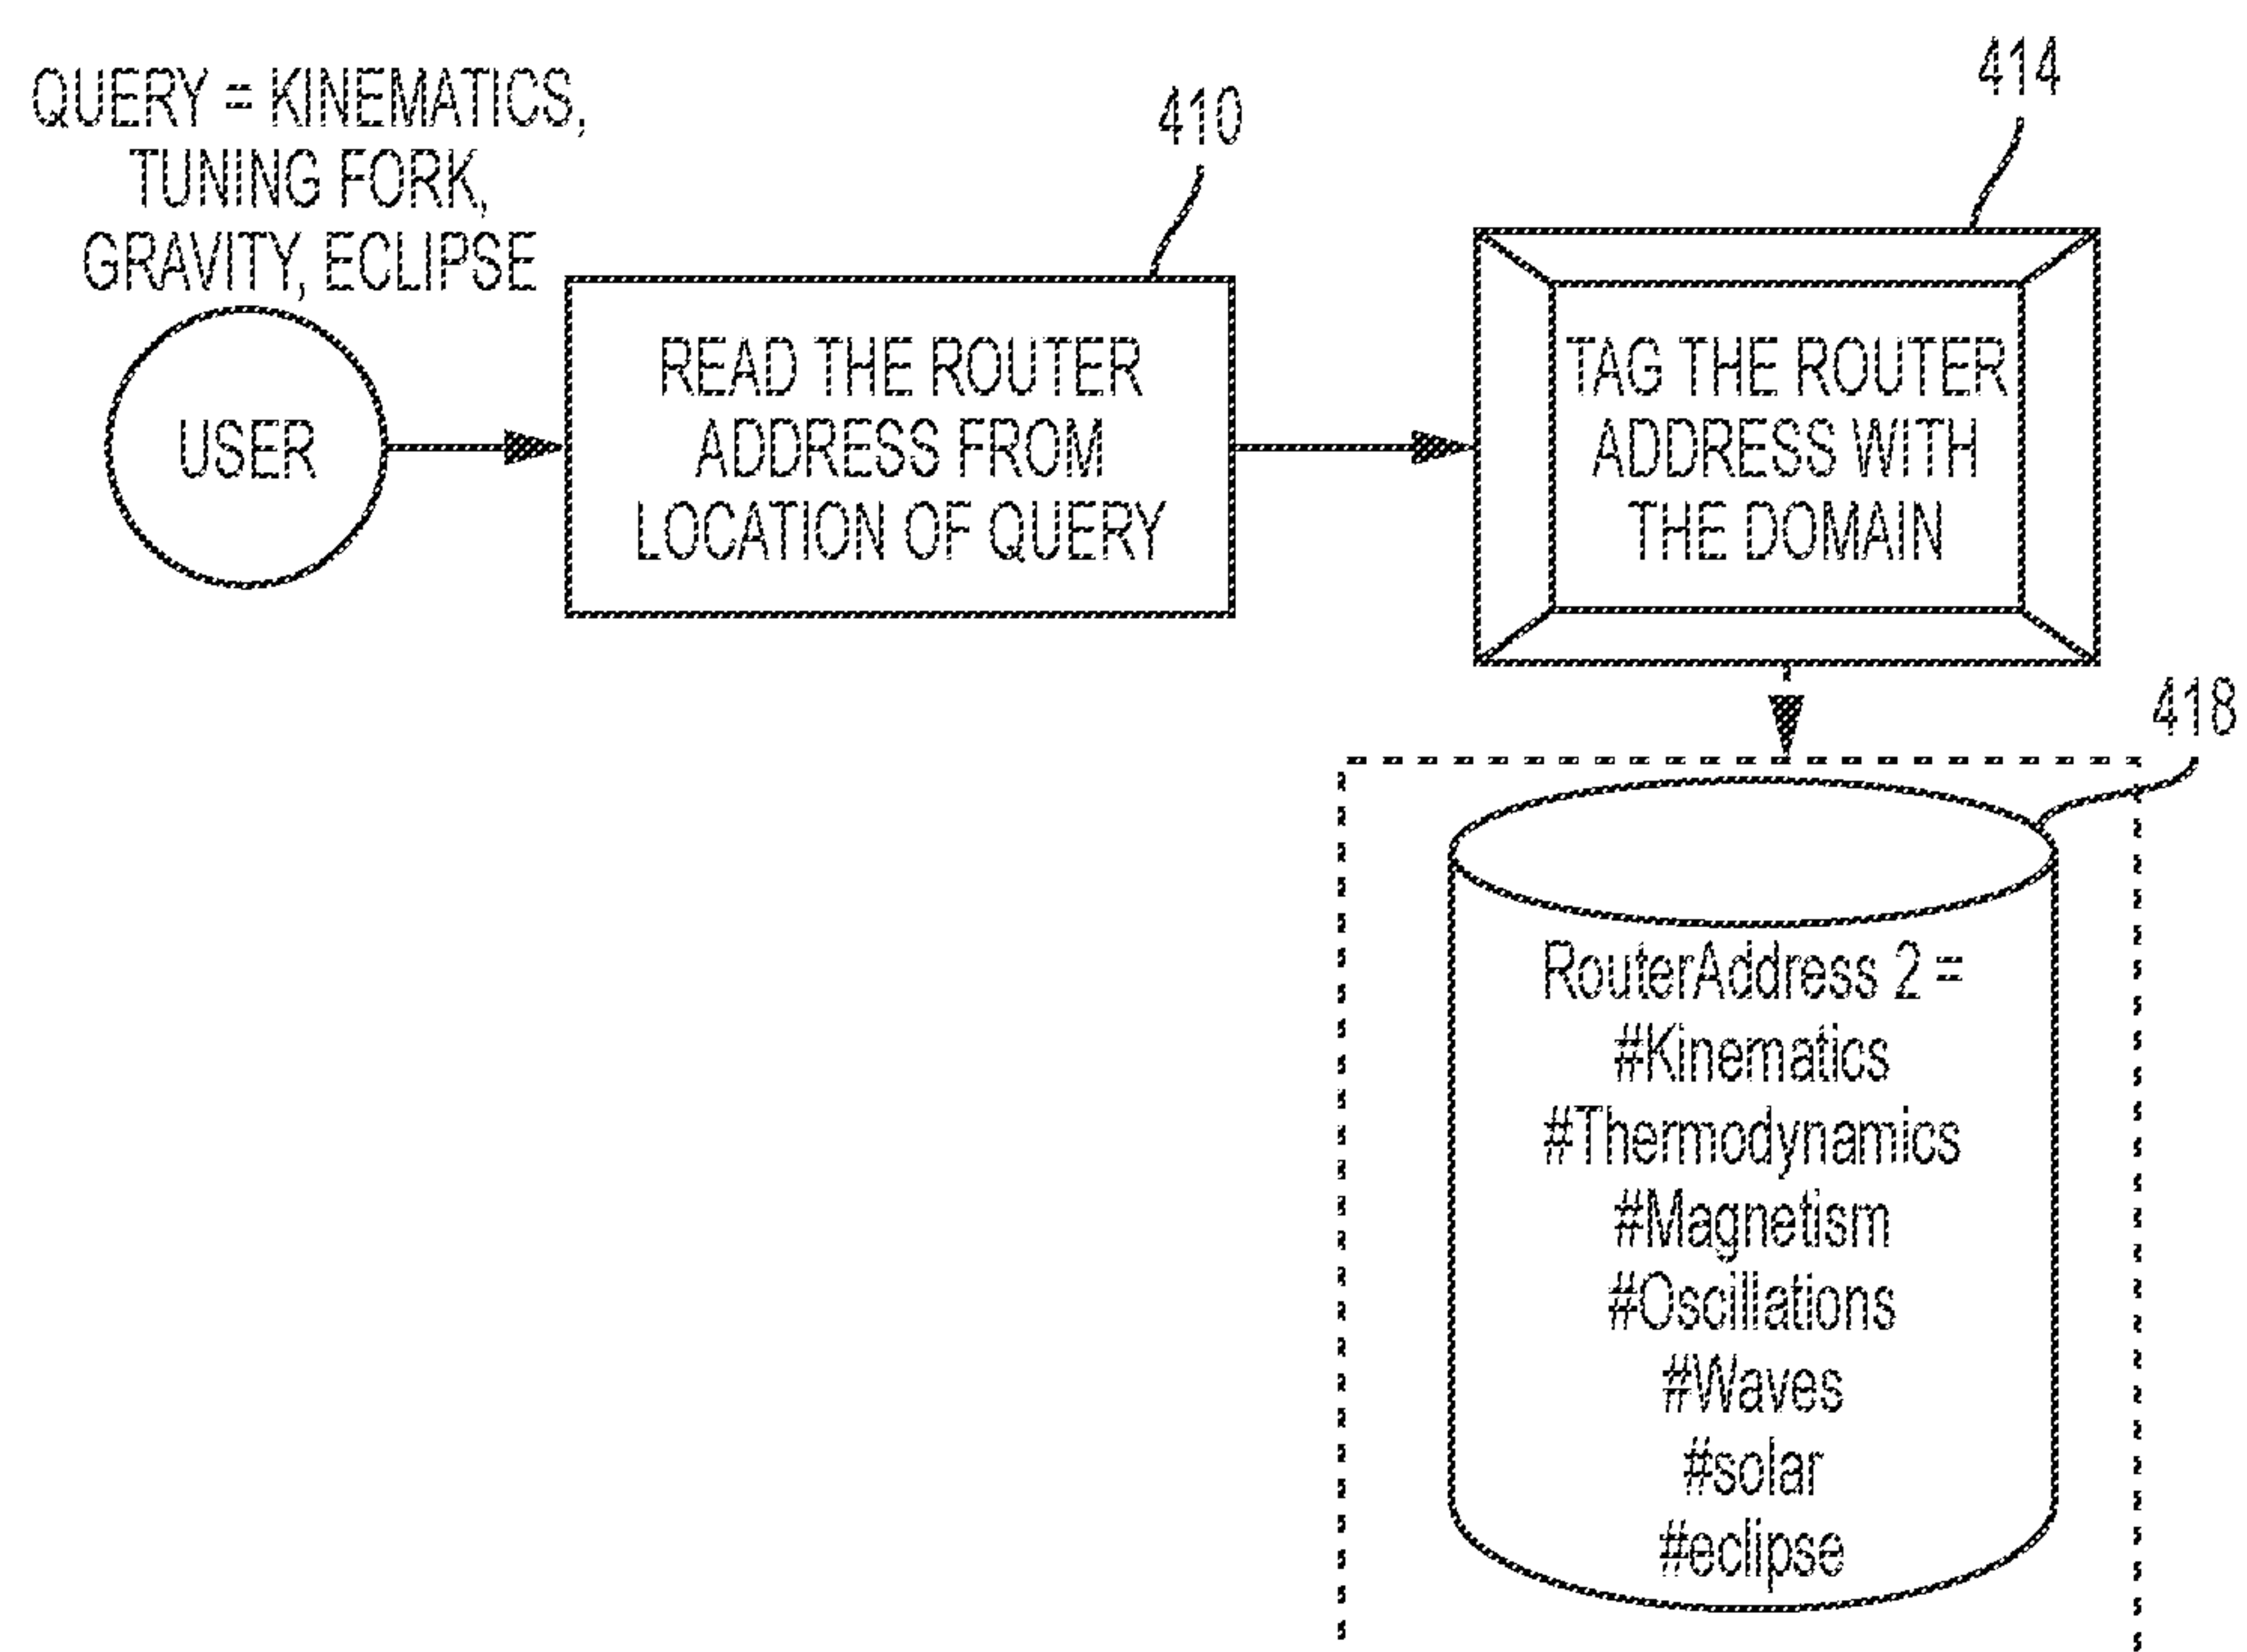 QUERY = KINEMATICS,
TUNING FORK,
GRAVITY, ECLIPSE
USER
410
READ THE ROUTER
ADDRESS FROM
LOCATION OF QUERY
414
TAG THE ROUTER
ADDRESS WITH
THE DOMAIN
418
RouterAddress 2 =
#Kinematics
#Thermodynamics
#Magnetism
#Oscillations
#Waves
#solar
#eclipse